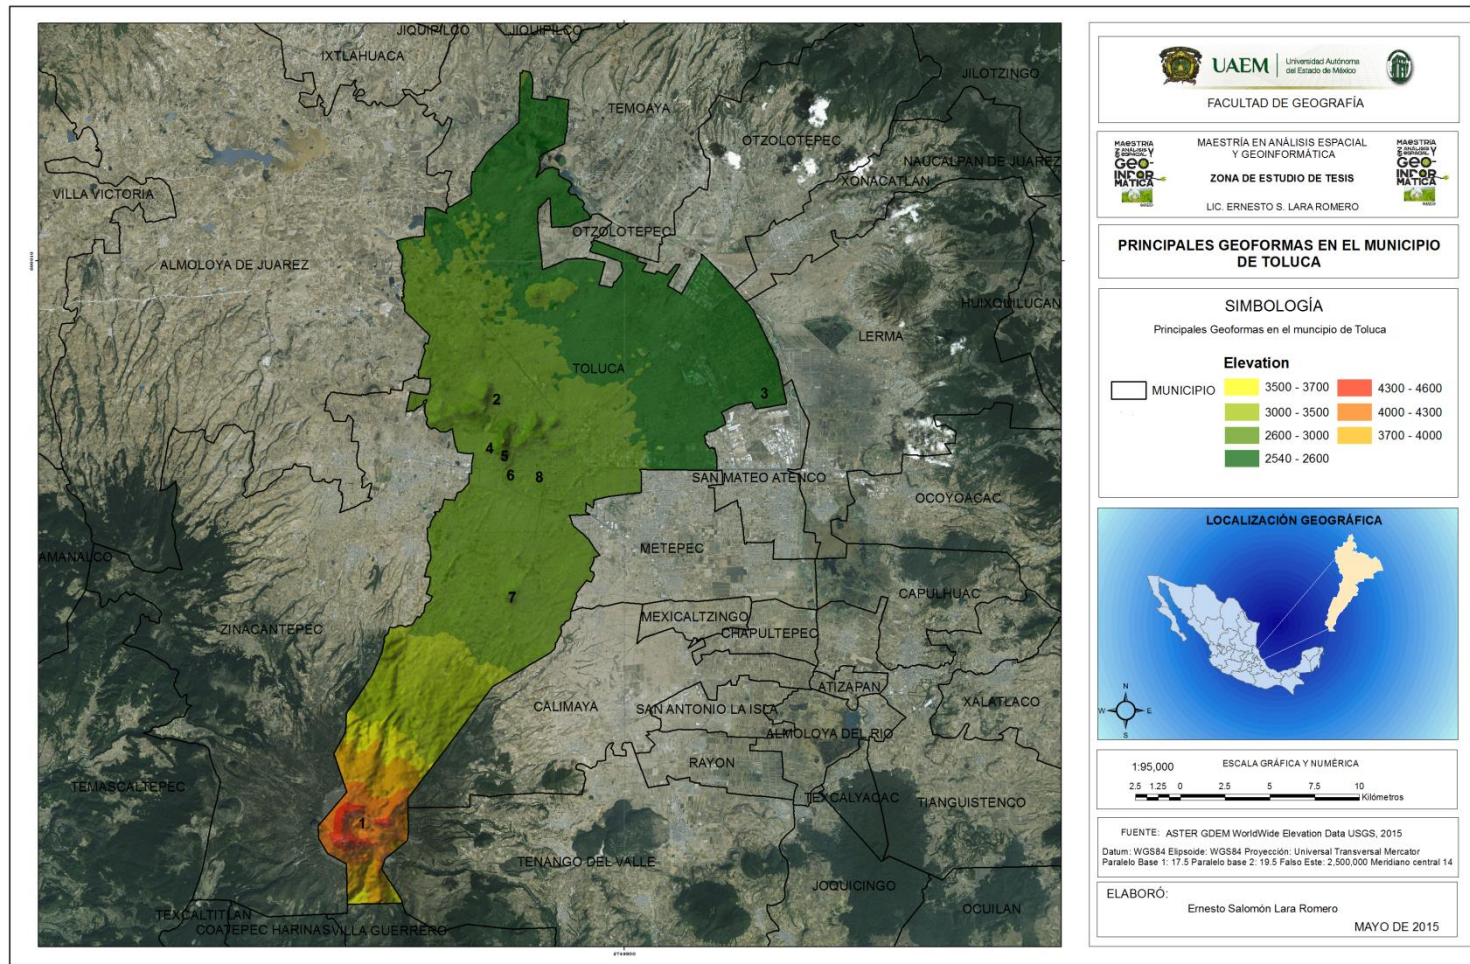 JIQUIPILCO
JIQUIPILCO
IXTLAHUACA
JILOTZINGO
TEMOAYA
OTZOLOTEPEC
NAUCALPAN DE JUAREZ
XONACATLAN
VILLA VICTORIA
OTZOLOTEPEC
ALMOLOYA DE JUAREZ
HUIXQUILUCAN
LERMA
TOLUCA
2
3
4
5
6
8
SAN MATEO ATENCO
OCOYOACAC
METEPEC
AMANALCO
7
CAPULHUAC
MEXICALTZINGO
ZINACANTEPEC
CHAPULTEPEC
ATIZAPAN
CALIMAYA
SAN ANTONIO LA ISLA
XALATLACO
ALMOLOYA DEL RIO
RAYON
TEMASCALTEPEC
TEXCALYACAC
TIANGUISTENCO
1
TENANGO DEL VALLE
JOQUICINGO
TEXCALTITLAN
OCUILAN
COATEPEC HARINAS
VILLA GUERRERO
UAEM
Universidad Autónoma
del Estado de México
FACULTAD DE GEOGRAFÍA
MAESTRÍA EN ANÁLISIS ESPACIAL
Y GEOINFORMÁTICA
ZONA DE ESTUDIO DE TESIS
LIC. ERNESTO S. LARA ROMERO
MAESTRÍA
GEO-
INFOR
MÁTICA
MAESTRÍA
GEO-
INFOR
MÁTICA
PRINCIPALES GEOFORMAS EN EL MUNICIPIO
DE TOLUCA
SIMBOLOGÍA
Principales Geoformas en el muncipio de Toluca
Elevation
MUNICIPIO
3500 - 3700
4300 - 4600
3000 - 3500
4000 - 4300
2600 - 3000
3700 - 4000
2540 - 2600
LOCALIZACIÓN GEOGRÁFICA
N
W
E
S
1:95,000
ESCALA GRÁFICA Y NUMÉRICA
2.5 1.25 0 2.5 5 7.5 10
Kilómetros
FUENTE: ASTER GDEM WorldWide Elevation Data USGS, 2015
Datum: WGS84 Elipsoide: WGS84 Proyección: Universal Transversal Mercator
Paralelo Base 1: 17.5 Paralelo base 2: 19.5 Falso Este: 2,500,000 Meridiano central 14
ELABORÓ:
Ernesto Salomón Lara Romero
MAYO DE 2015